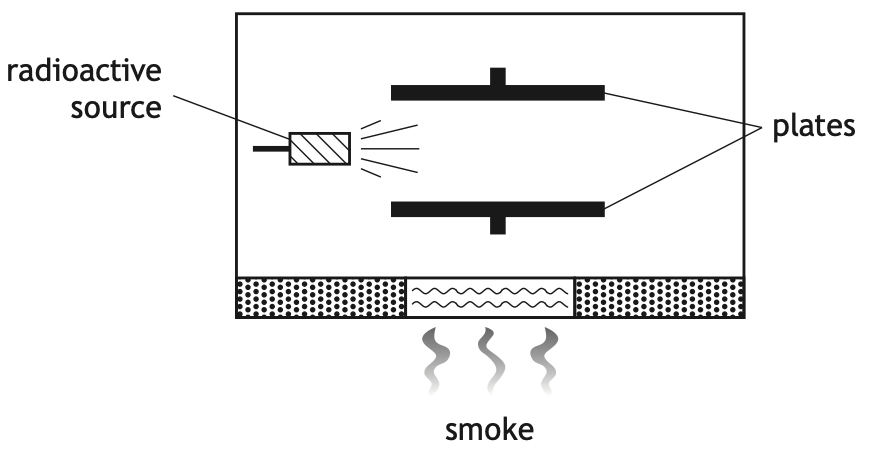 radioactive
source
plates
smoke